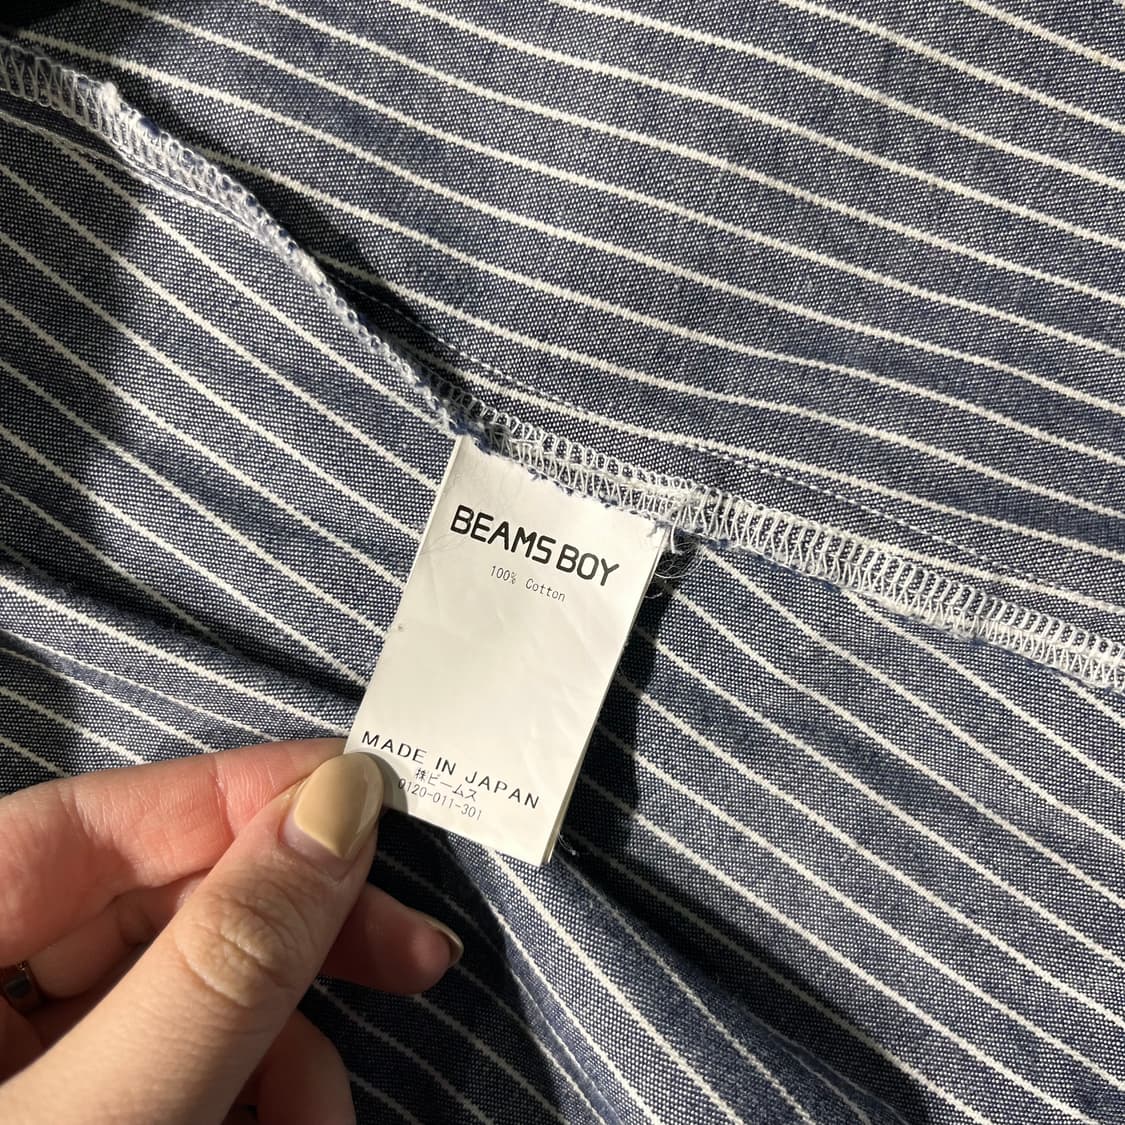 BEAMS BOY
100% Cotton
MADE IN JAPAN
㈱ビームス
0120-011-301